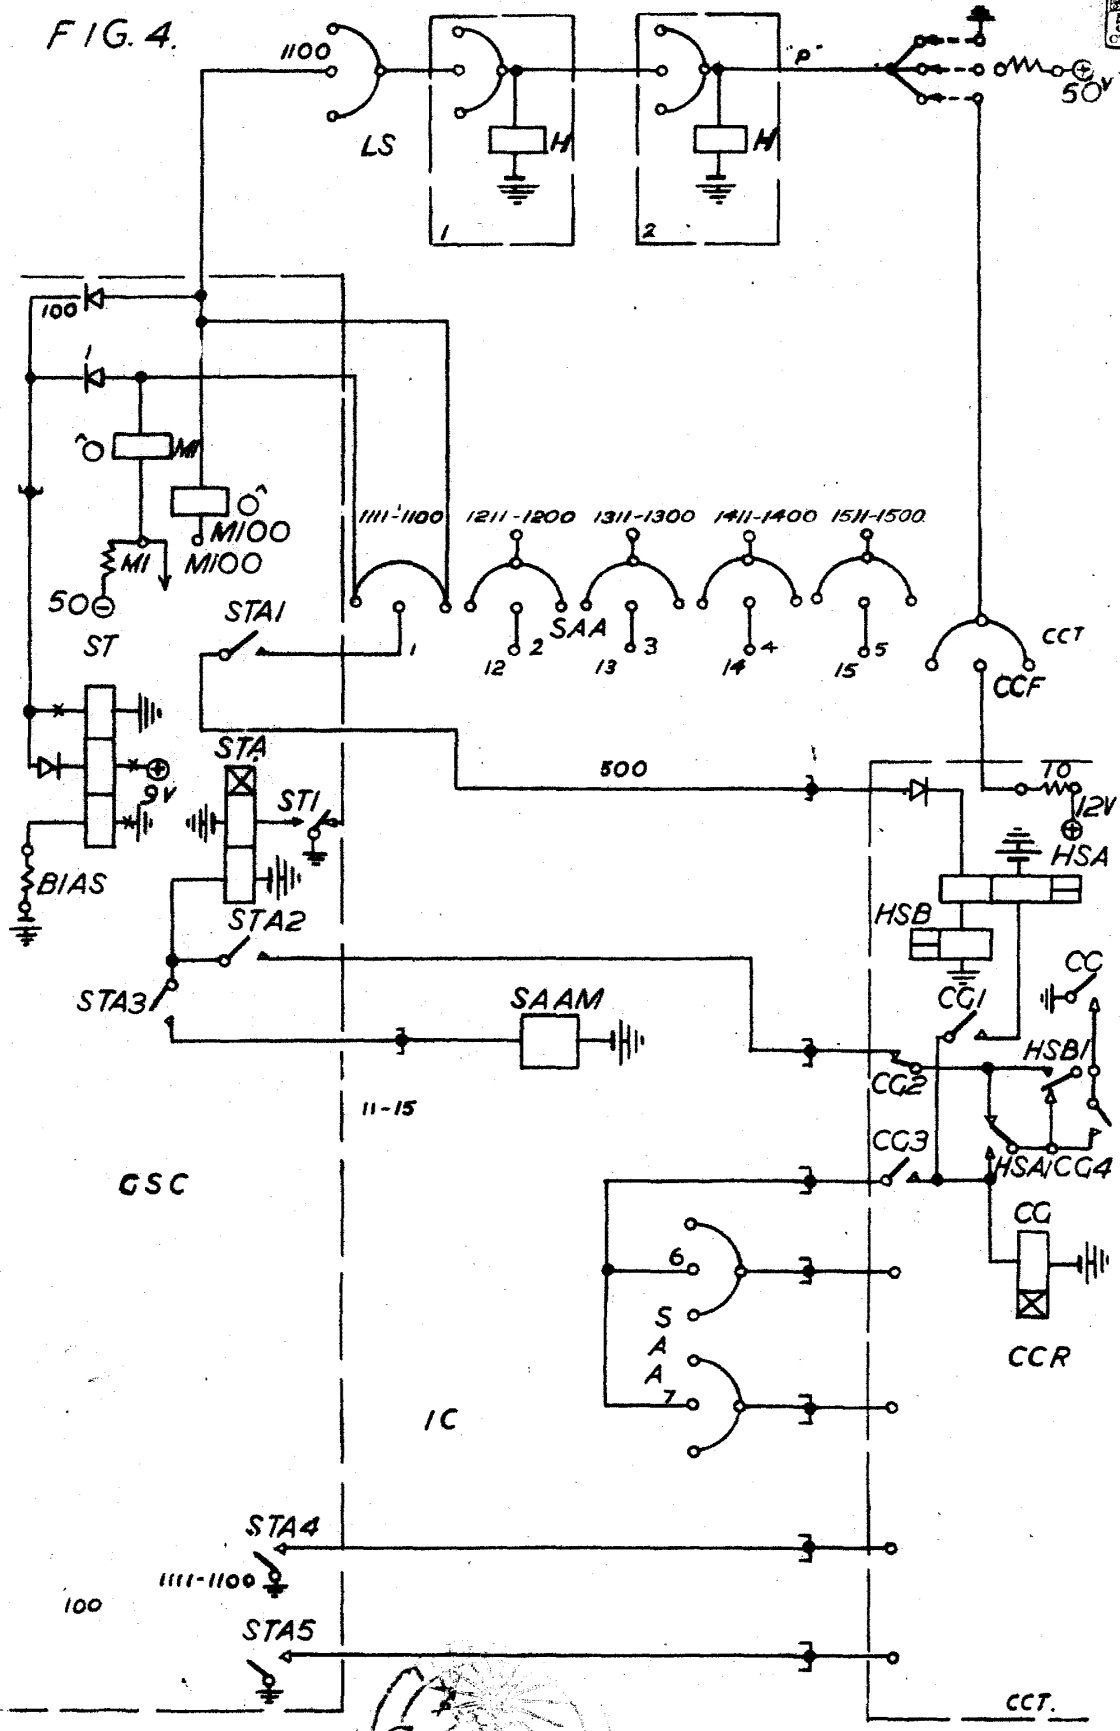 FIG. 4.
1100
LS
H
1
H
2
"P"
50V
100
1
M1
M100
M1
M100
50
ST
9V
BIAS
STA1
STA
ST1
STA2
STA3
1111-1100
1211-1200
1311-1300
1411-1400
1511-1500.
1
12
2
SAA
13
3
14
4
15
5
CCT
CCF
500
TO
12V
HSA
HSB
CG
CG1
HSB1
SAAM
CG2
11-15
CG3
HSA1
CG4
GSC
CG
6
S
A
A
7
CCR
IC
STA4
1111-1100
100
STA5
CCT.